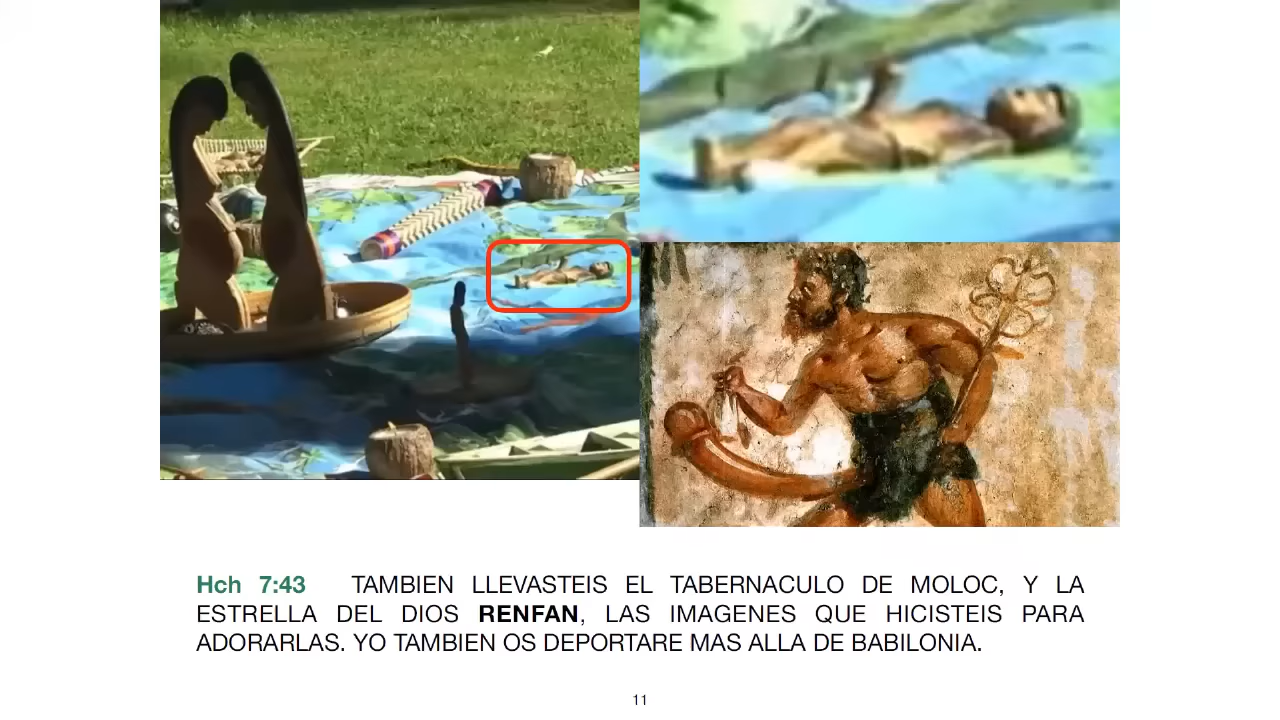 Hch 7:43 TAMBIEN LLEVASTEIS EL TABERNACULO DE MOLOC, Y LA
ESTRELLA DEL DIOS RENFAN, LAS IMAGENES QUE HICISTEIS PARA
ADORARLAS. YO TAMBIEN OS DEPORTARE MAS ALLA DE BABILONIA.
11